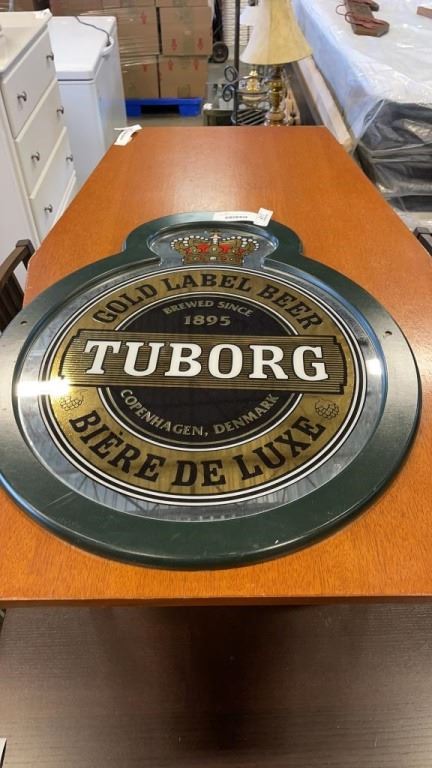 GOLD LABEL BEER
BREWED SINCE
1895
TUBORG
COPENHAGEN, DENMARK
BIÈRE DE LUXE